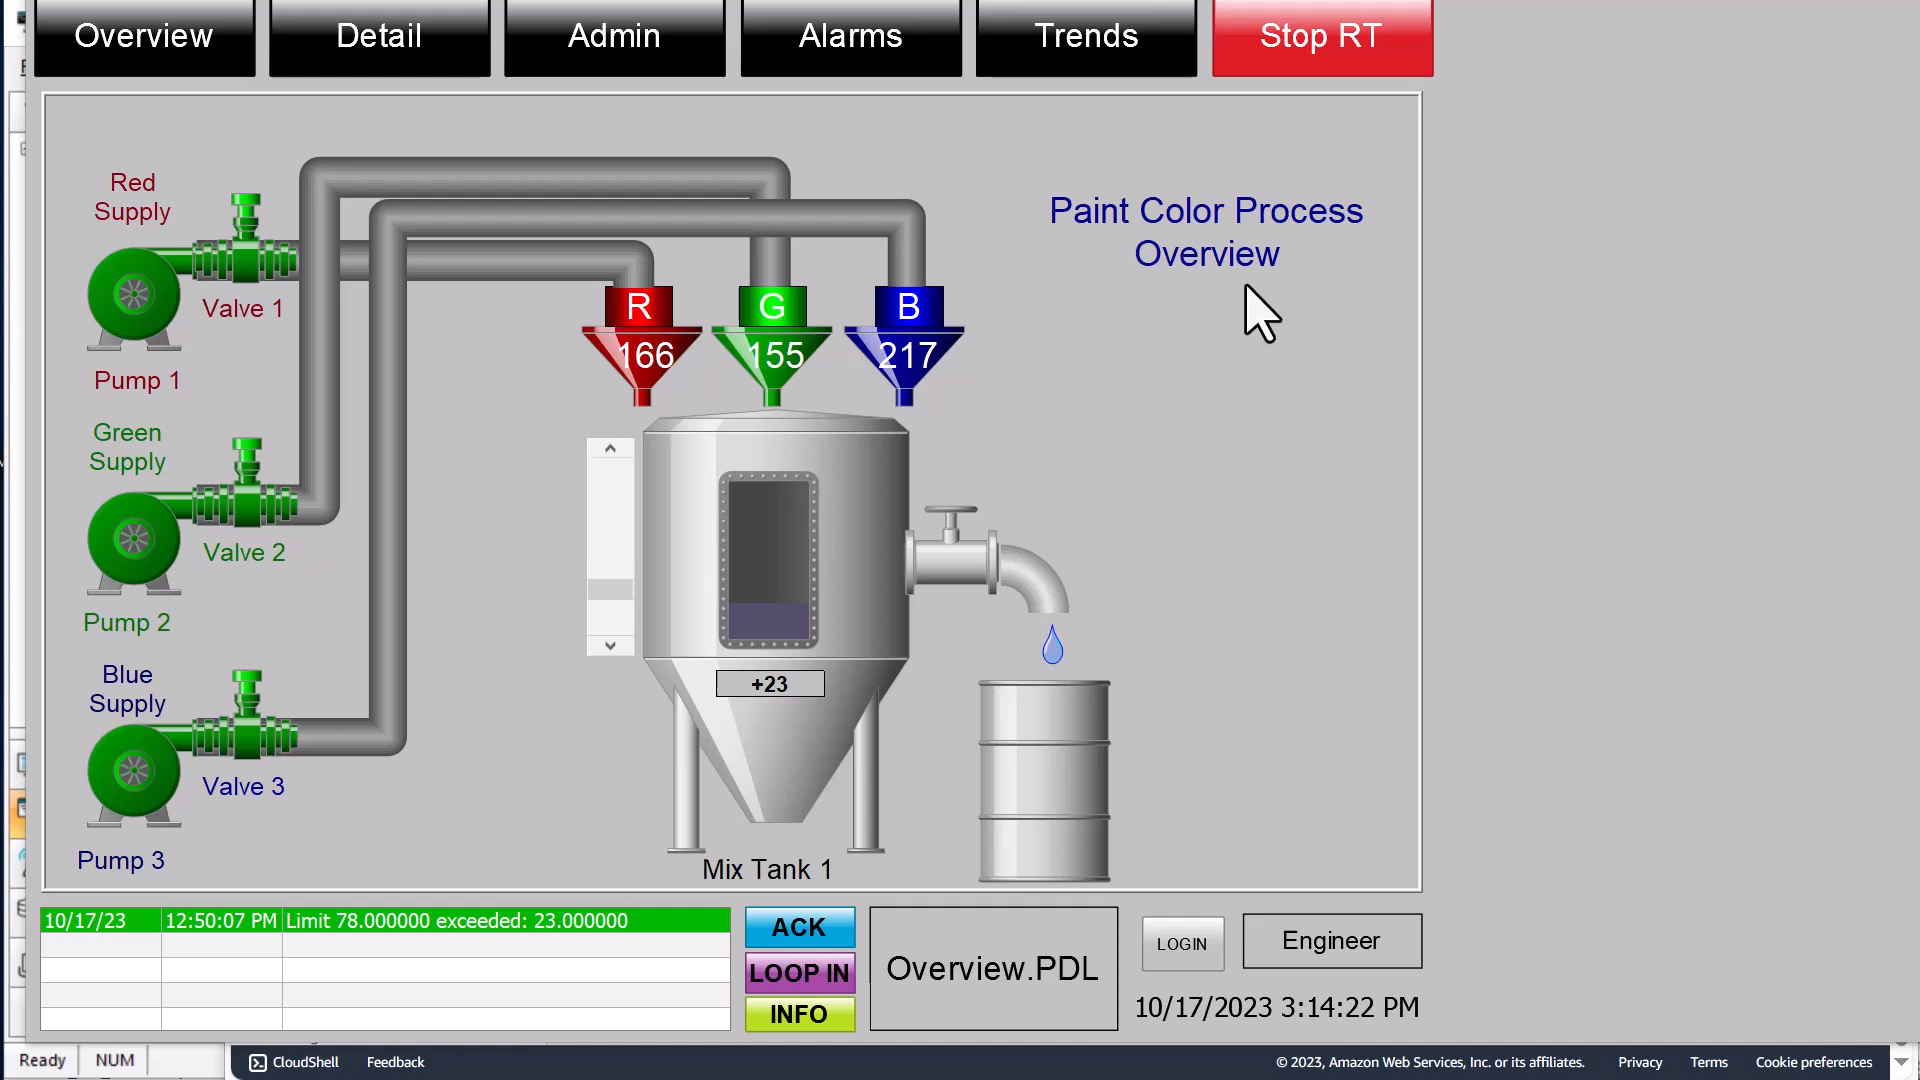 Overview Detail Admin Alarms Trends Stop RT
Paint Color Process
Overview
Red
Supply
Valve 1
Pump 1
Green
Supply
Valve 2
Pump 2
Blue
Supply
Valve 3
Pump 3
R G B
166 155 217
+23
Mix Tank 1
10/17/23 12:50:07 PM Limit 78.000000 exceeded: 23.000000
ACK
LOOP IN
INFO
Overview.PDL
LOGIN
Engineer
10/17/2023 3:14:22 PM
Ready NUM
CloudShell Feedback © 2023, Amazon Web Services, Inc. or its affiliates. Privacy Terms Cookie preferences